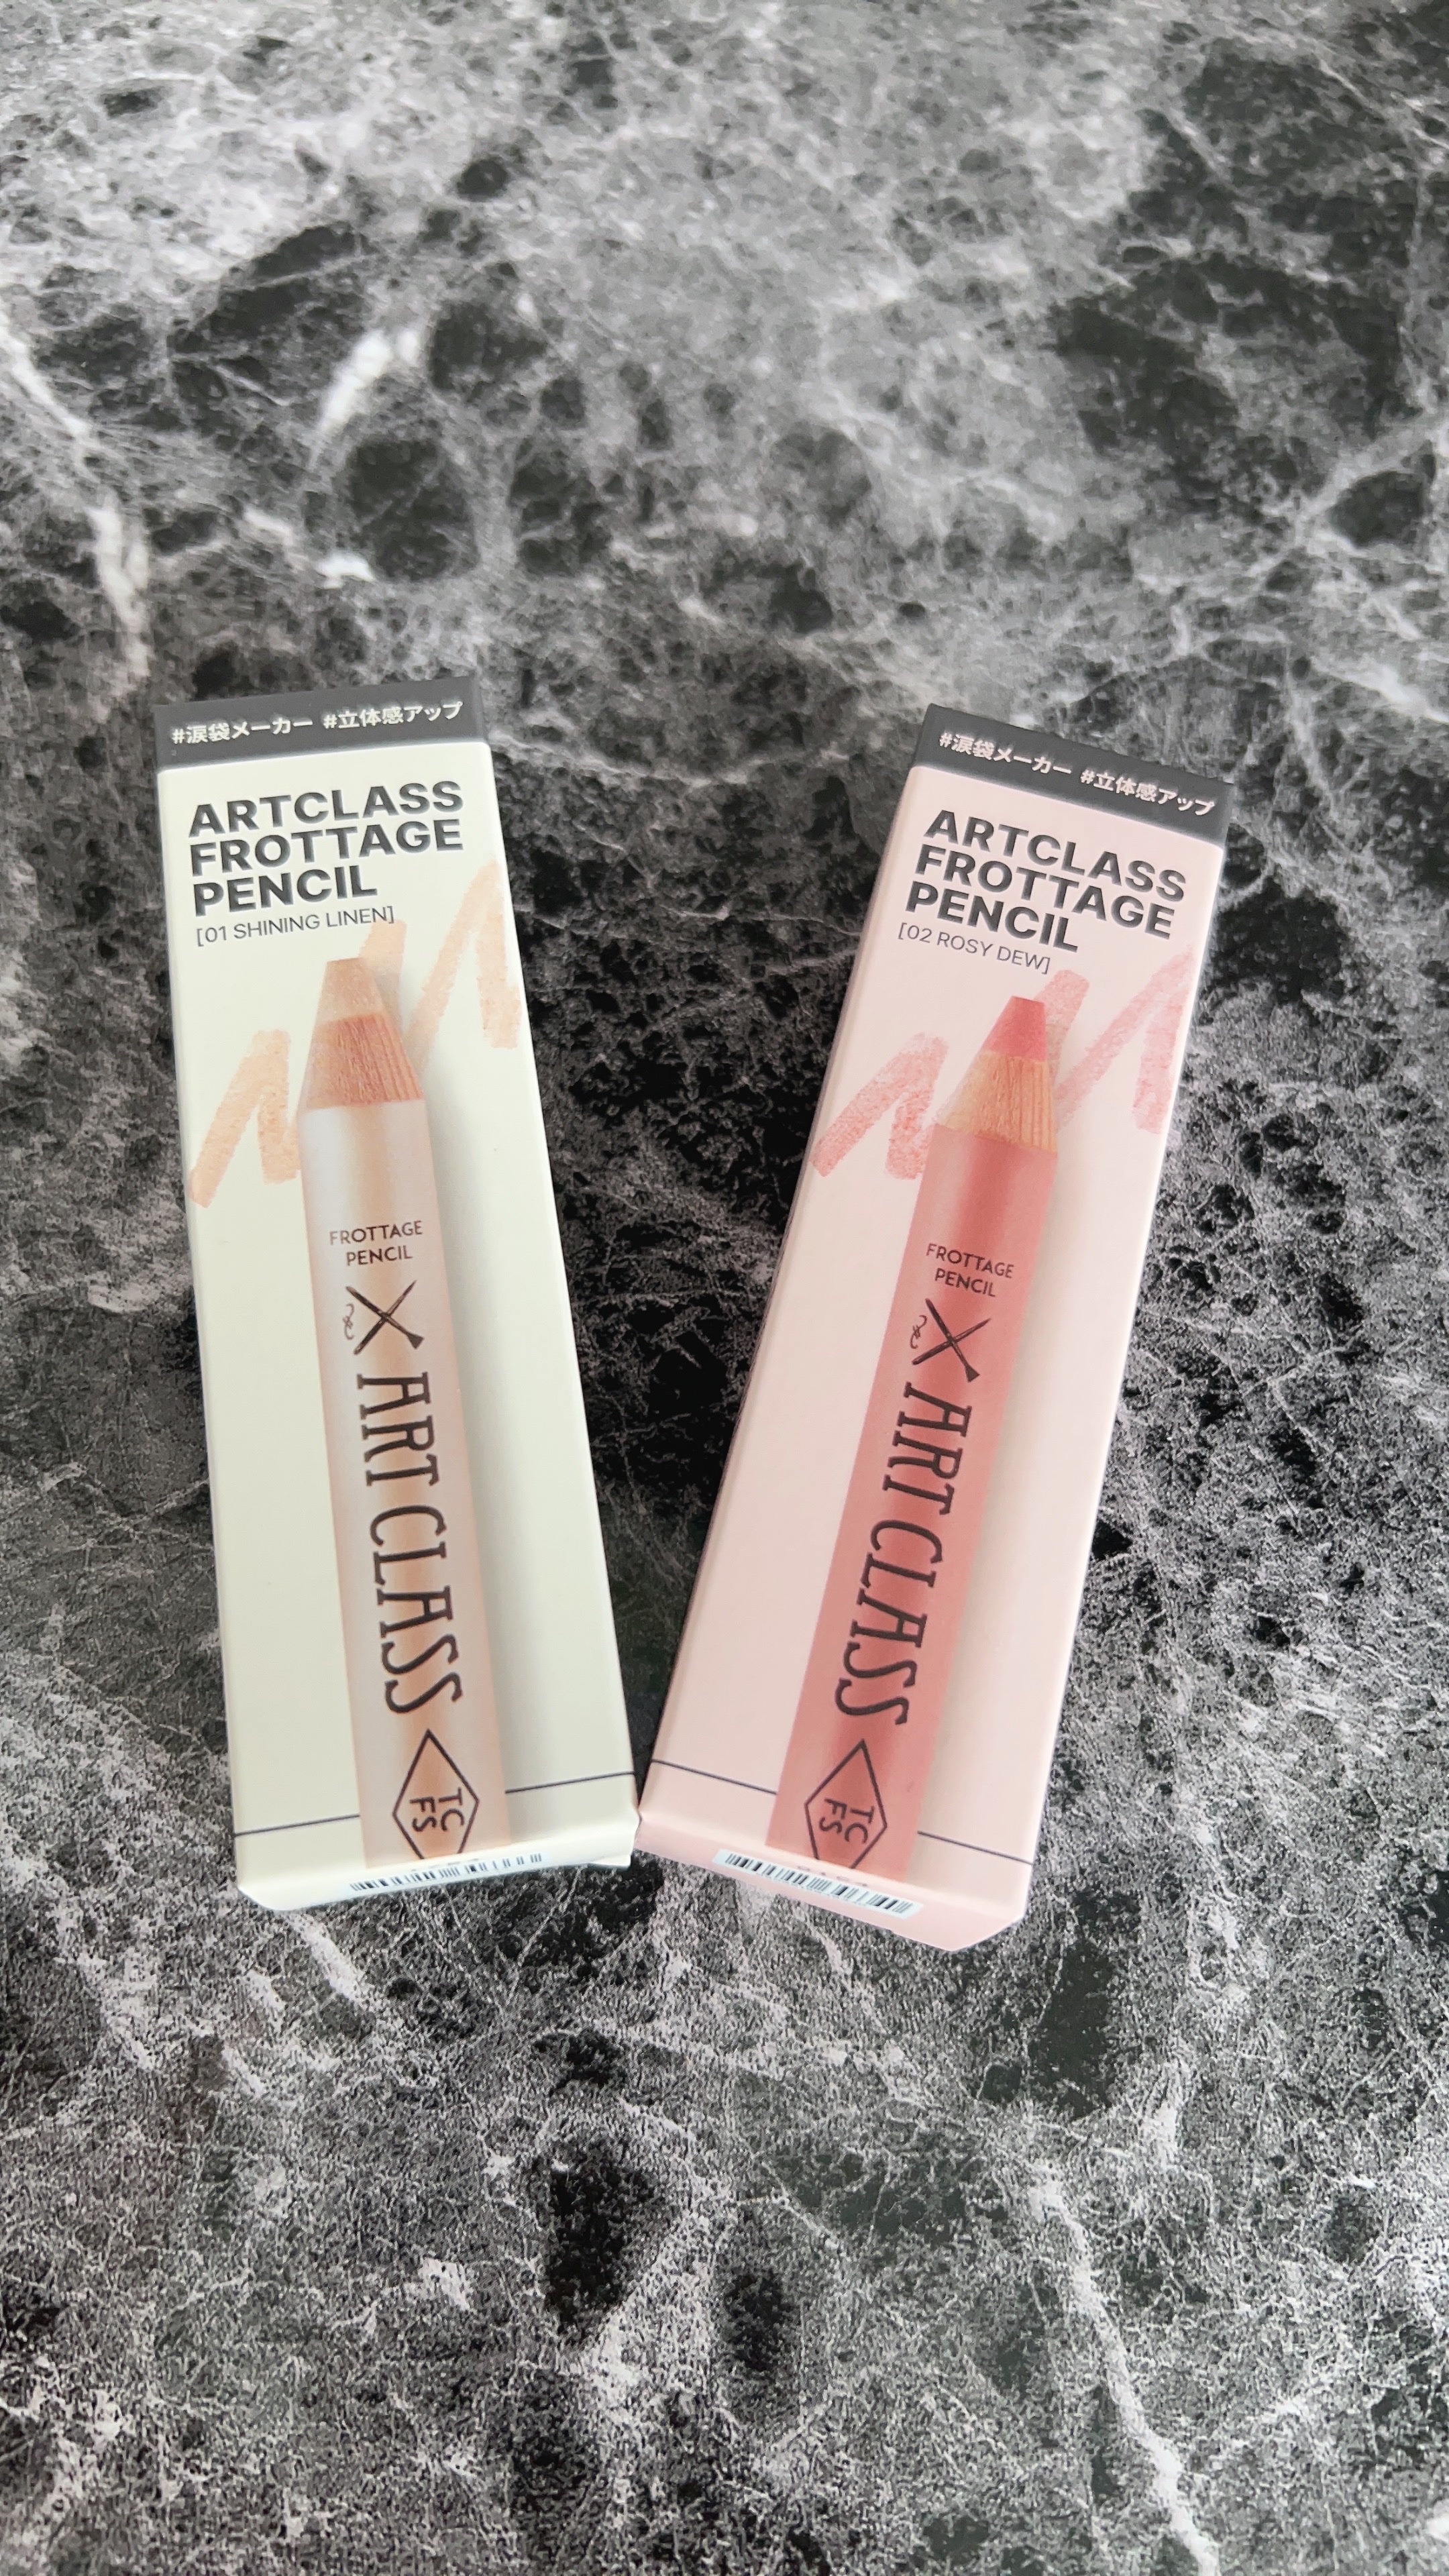 #涙袋メーカー #立体感アップ
ARTCLASS
FROTTAGE
PENCIL
[01 SHINING LINEN]
FROTTAGE
PENCIL
ART CLASS
TC
FS
#涙袋メーカー #立体感アップ
ARTCLASS
FROTTAGE
PENCIL
[02 ROSY DEW]
FROTTAGE
PENCIL
ART CLASS
TC
FS